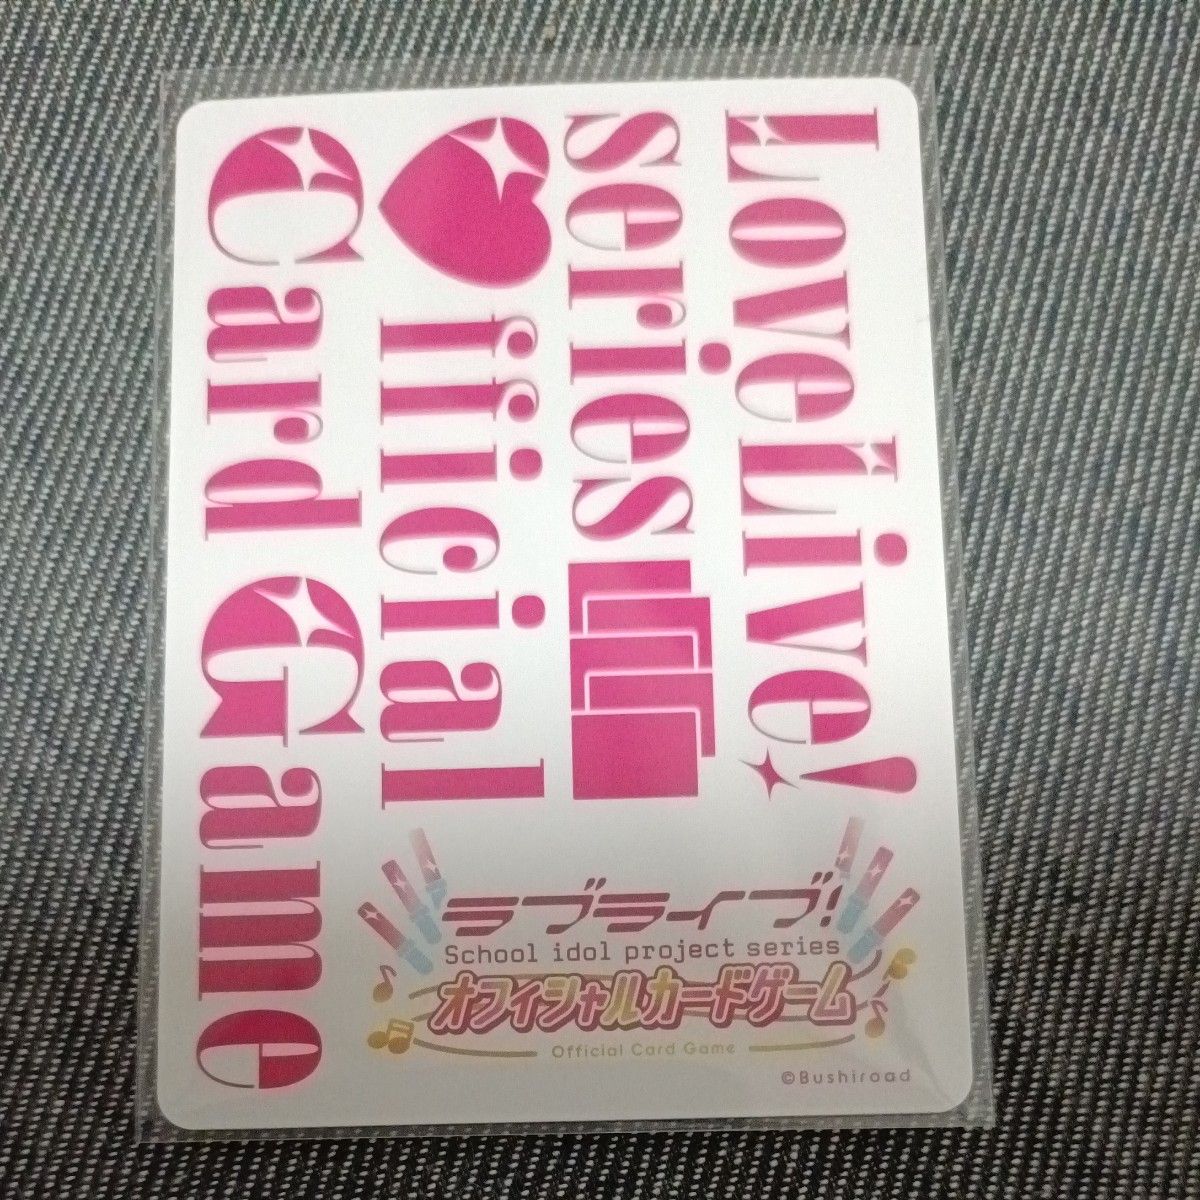 LoveLive!
series
♥fficial
Card Game
ラブライブ!
School idol project series
オフィシャルカードゲーム
Official Card Game
©Bushiroad